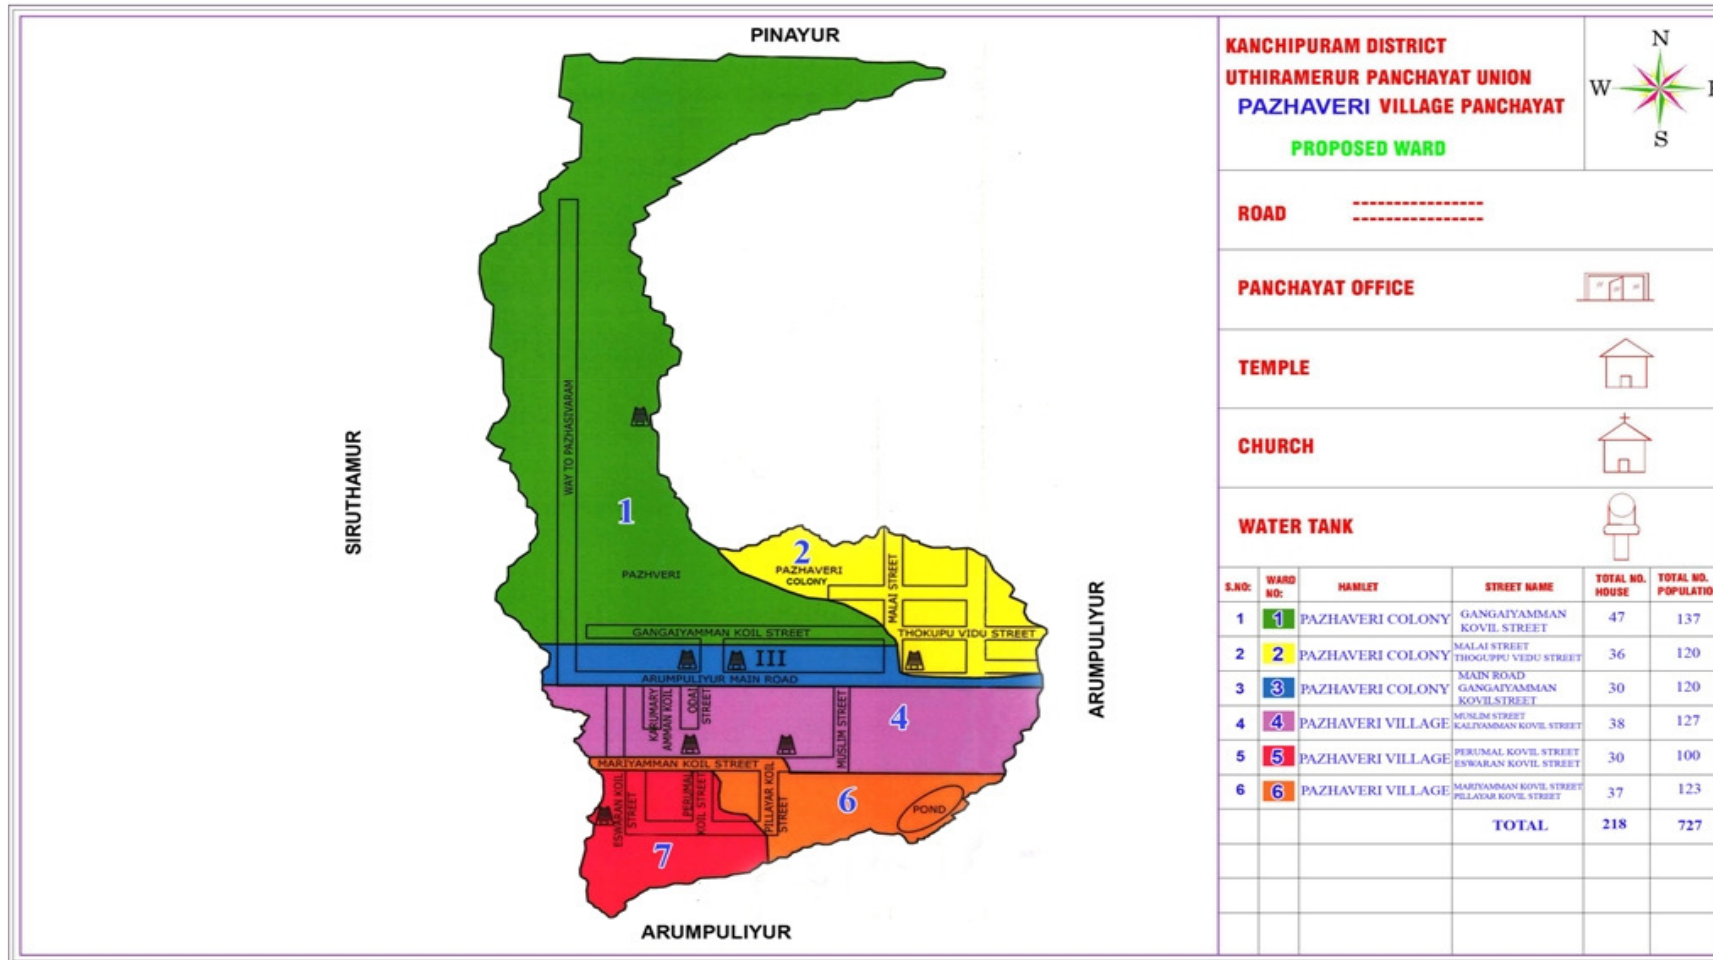 PINAYUR
SIRUTHAMUR
WAY TO PAZHASIVARAM
1
PAZHVERI
2
PAZHAVERI
COLONY
MALAI STREET
GANGAIYAMMAN KOIL STREET
THOKUPU VIDU STREET
III
ARUMPULIYUR MAIN ROAD
KARUMARY
AMMAN KOIL
ODAI
STREET
MUSLIM STREET
4
MARIYAMMAN KOIL STREET
ESWARAN KOIL
STREET
PERUMAL
KOIL STREET
PILLAYAR KOIL
STREET
6
POND
7
ARUMPULIYUR
ARUMPULIYUR
KANCHIPURAM DISTRICT
UTHIRAMERUR PANCHAYAT UNION
PAZHAVERI VILLAGE PANCHAYAT
PROPOSED WARD
N
W
S
ROAD
PANCHAYAT OFFICE
TEMPLE
CHURCH
WATER TANK
S.NO: WARD NO: HAMLET STREET NAME TOTAL NO. HOUSE TOTAL NO. POPULATIO
1 1 PAZHAVERI COLONY GANGAIYAMMAN KOVIL STREET 47 137
2 2 PAZHAVERI COLONY MALAI STREET THOGUPPU VEDU STREET 36 120
3 3 PAZHAVERI COLONY MAIN ROAD GANGAIYAMMAN KOVILSTREET 30 120
4 4 PAZHAVERI VILLAGE MUSLIM STREET KALIYAMMAN KOVIL STREET 38 127
5 5 PAZHAVERI VILLAGE PERUMAL KOVIL STREET ESWARAN KOVIL STREET 30 100
6 6 PAZHAVERI VILLAGE MARIYAMMAN KOVIL STREET PILLAYAR KOVIL STREET 37 123
TOTAL 218 727